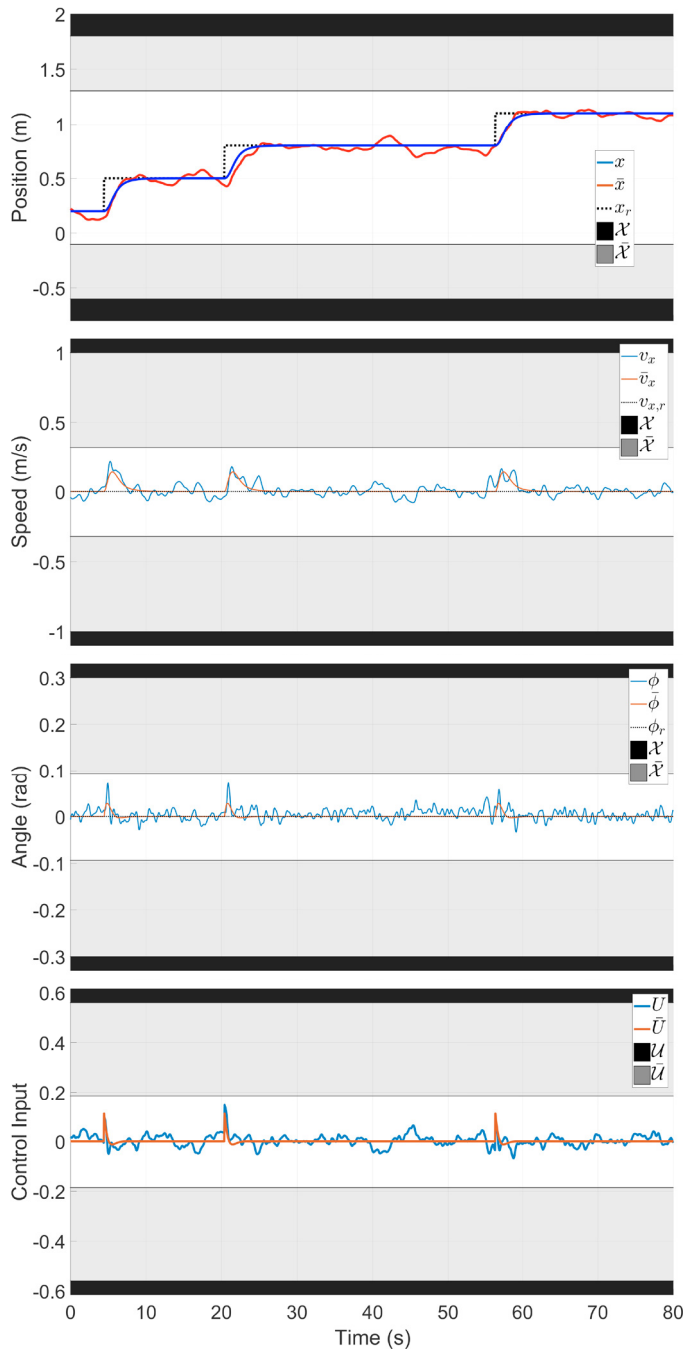 2
1.5
1
0.5
0
-0.5
Position (m)
x
x̄
x_r
𝒳
𝒳̄
1
0.5
0
-0.5
-1
Speed (m/s)
v_x
v̄_x
v_{x,r}
𝒳
𝒳̄
0.3
0.2
0.1
0
-0.1
-0.2
-0.3
Angle (rad)
ϕ
ϕ̄
ϕ_r
𝒳
𝒳̄
0.6
0.4
0.2
0
-0.2
-0.4
-0.6
Control Input
U
Ū
𝒰
𝒰̄
0 10 20 30 40 50 60 70 80
Time (s)